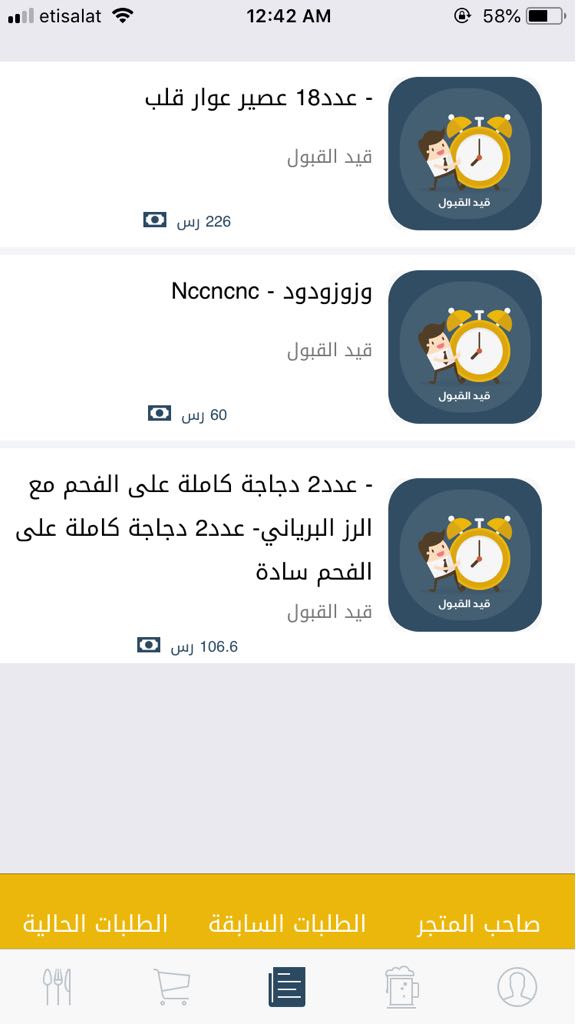 etisalat 12:42 AM 58%
- عدد18 عصير عوار قلب
قيد القبول
226 رس
قيد القبول
وزوزودود - Nccncnc
قيد القبول
60 رس
قيد القبول
- عدد2 دجاجة كاملة على الفحم مع
الرز البرياني- عدد2 دجاجة كاملة على
الفحم سادة
قيد القبول
106.6 رس
قيد القبول
صاحب المتجر الطلبات السابقة الطلبات الحالية